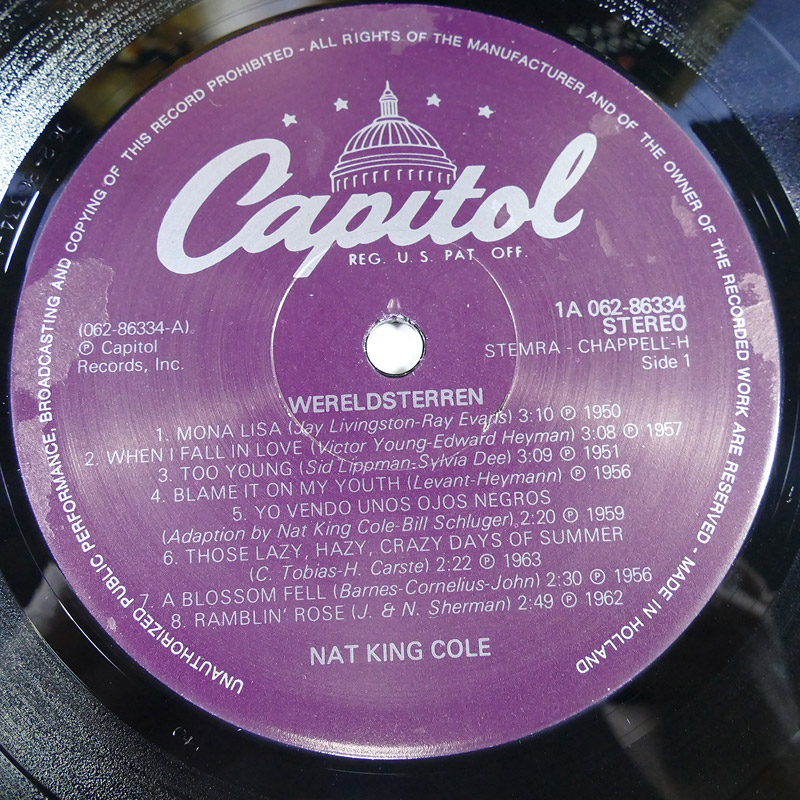 UNAUTHORIZED PUBLIC PERFORMANCE, BROADCASTING AND COPYING OF THIS RECORD PROHIBITED - ALL RIGHTS OF THE MANUFACTURER AND OF THE OWNER OF THE RECORDED WORK ARE RESERVED - MADE IN HOLLAND
Capitol
REG. U.S. PAT. OFF.
(062-86334-A)
℗ Capitol
Records, Inc.
1A 062-86334
STEREO
STEMRA - CHAPPELL-H
Side 1
WERELDSTERREN
1. MONA LISA (Jay Livingston-Ray Evans) 3:10 ℗ 1950
2. WHEN I FALL IN LOVE (Victor Young-Edward Heyman) 3:08 ℗ 1957
3. TOO YOUNG (Sid Lippman-Sylvia Dee) 3:09 ℗ 1951
4. BLAME IT ON MY YOUTH (Levant-Heymann) ℗ 1956
5. YO VENDO UNOS OJOS NEGROS
(Adaption by Nat King Cole-Bill Schluger) 2:20 ℗ 1959
6. THOSE LAZY, HAZY, CRAZY DAYS OF SUMMER
(C. Tobias-H. Carste) 2:22 ℗ 1963
7. A BLOSSOM FELL (Barnes-Cornelius-John) 2:30 ℗ 1956
8. RAMBLIN' ROSE (J. & N. Sherman) 2:49 ℗ 1962
NAT KING COLE